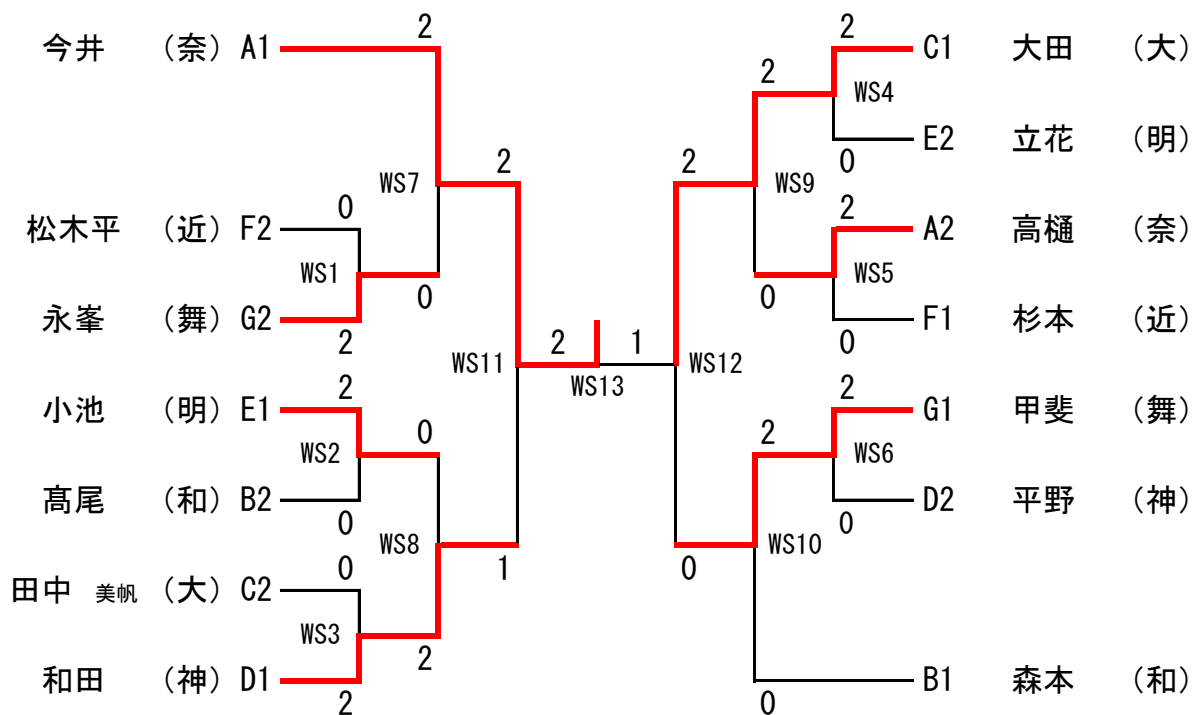 2 2
今井 （奈） A1 C1 大田 （大）
2 WS4
E2 立花 （明）
2 2 0
WS7 WS9
0 2
松木平 （近） F2 A2 高樋 （奈）
WS1 WS5
0 0
永峯 （舞） G2 F1 杉本 （近）
2 2 1 0
WS11 WS12
WS13
2 2
小池 （明） E1 G1 甲斐 （舞）
0 2
WS2 WS6
髙尾 （和） B2 D2 平野 （神）
0 0
WS8 WS10
0 1 0
田中 美帆 （大） C2
WS3
2
和田 （神） D1 B1 森本 （和）
2 0